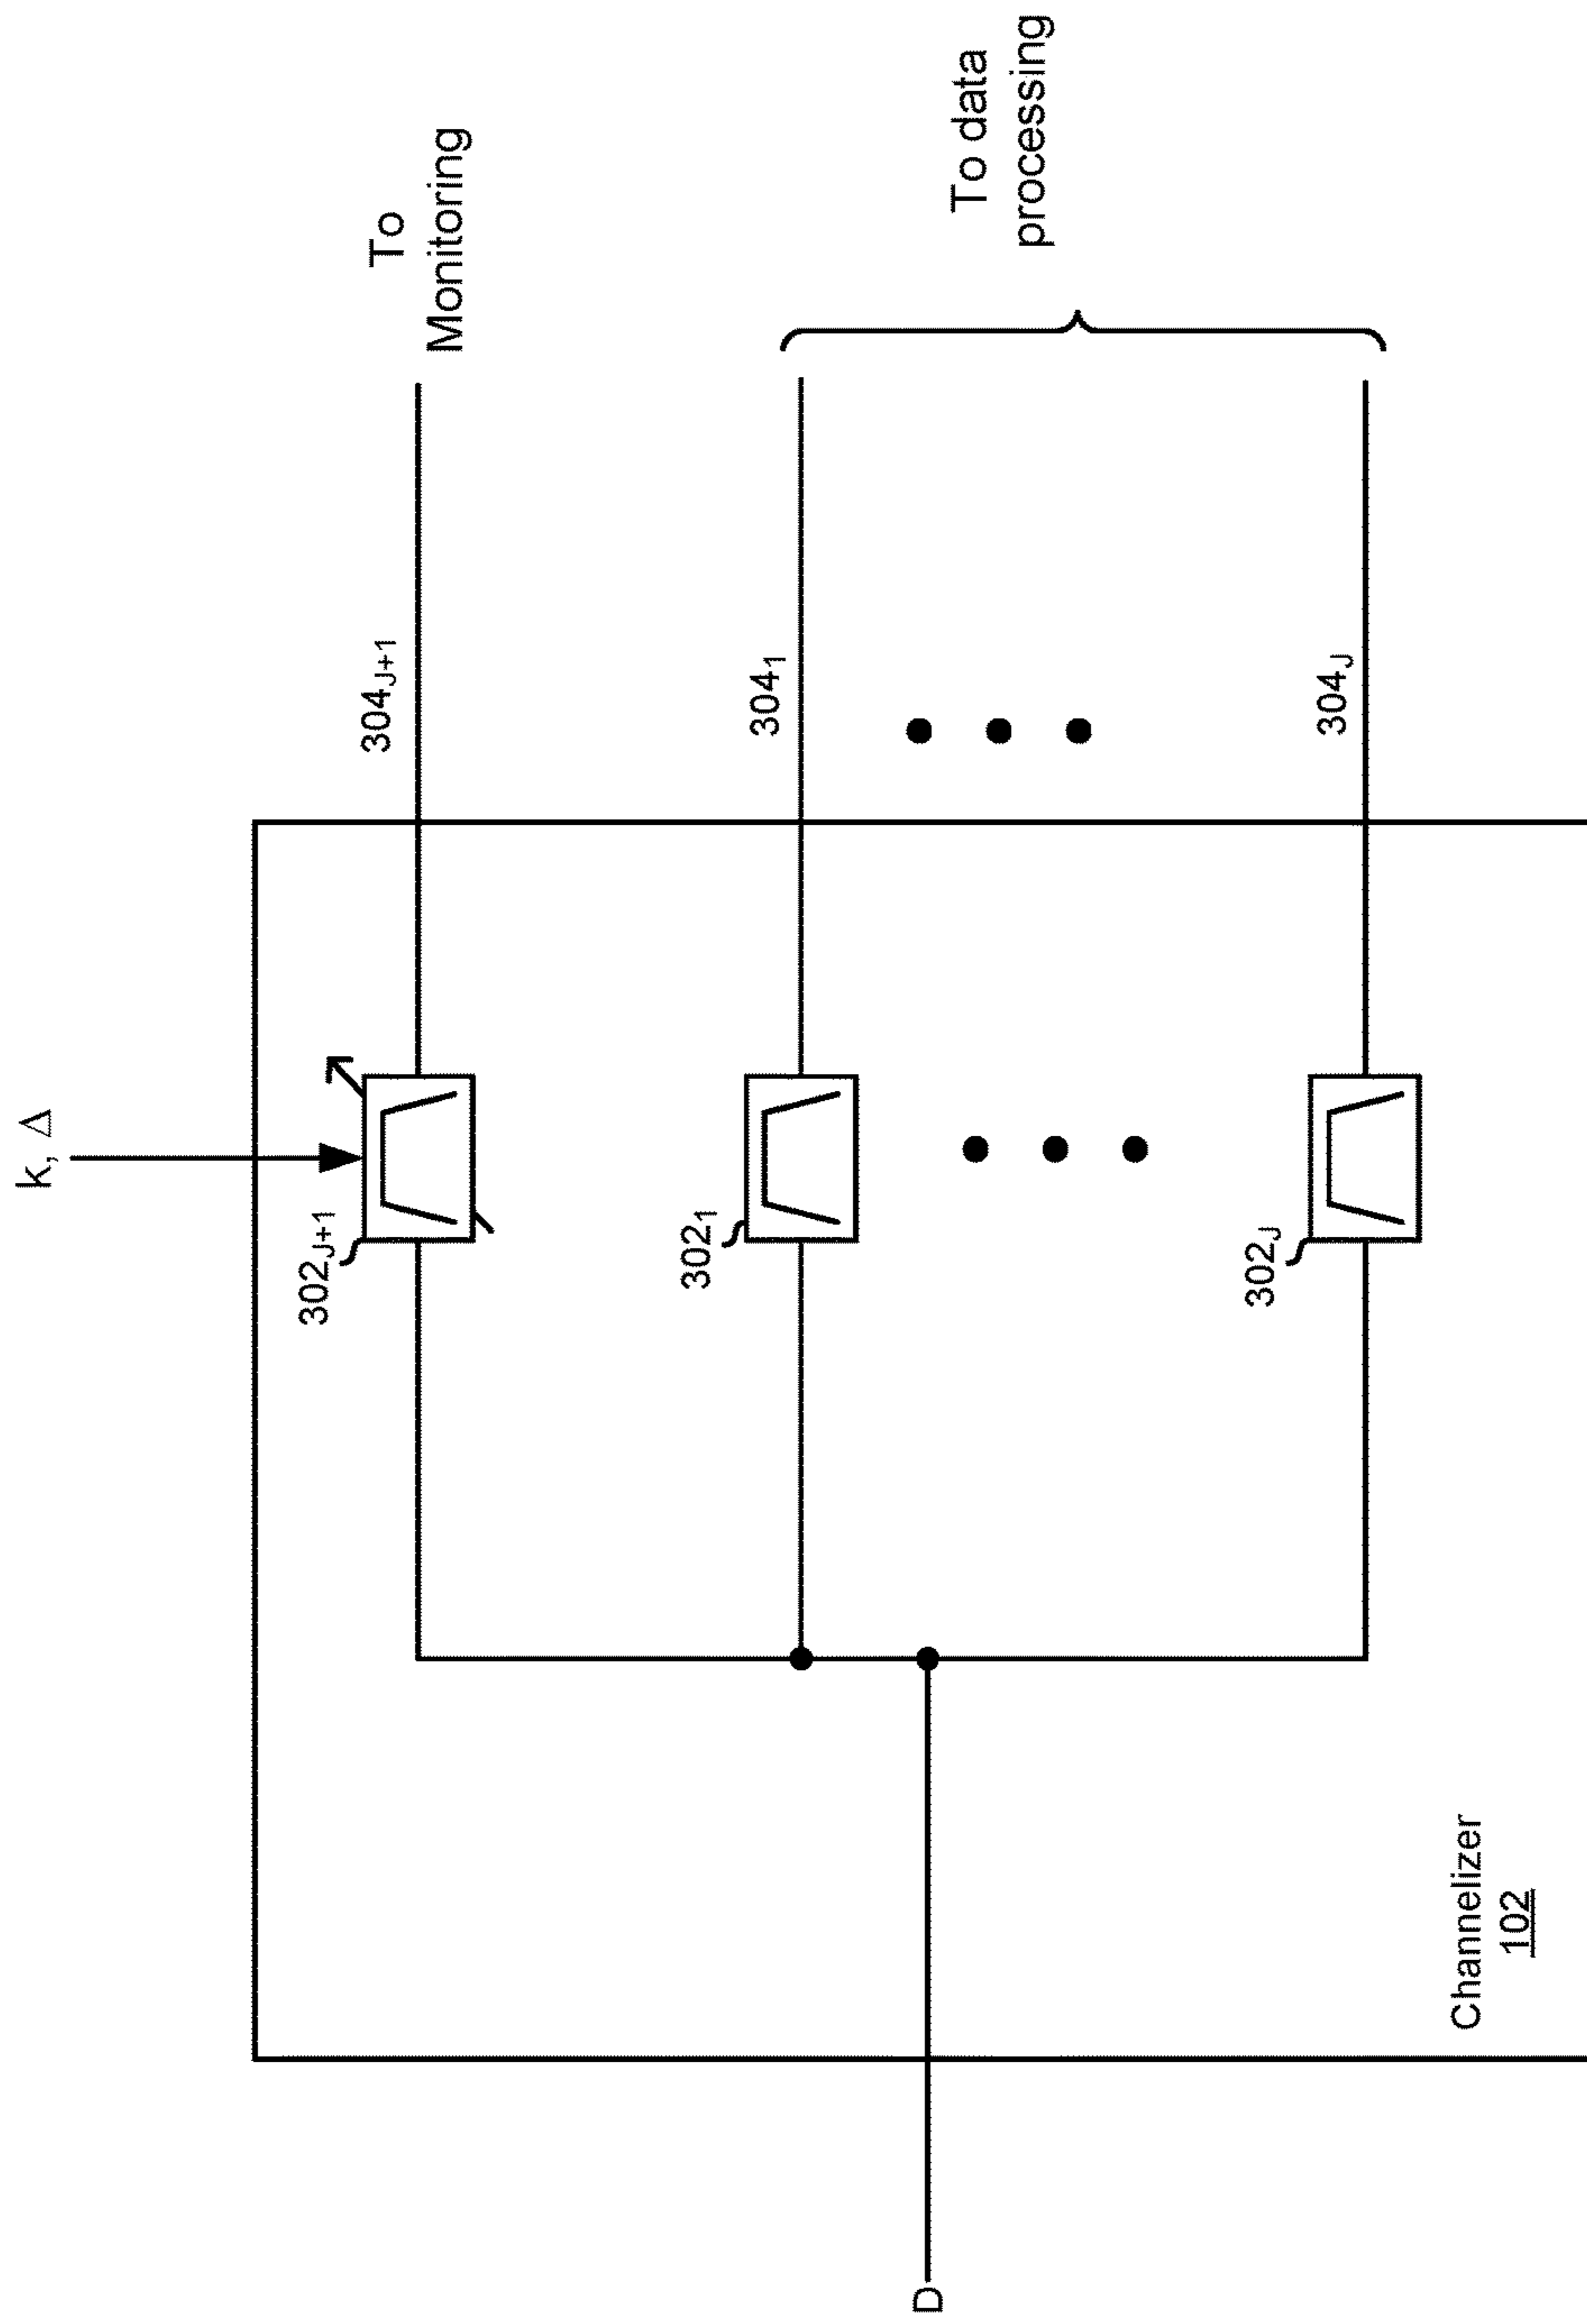 k, Δ
To
Monitoring
302J+1
304J+1
302₁
304₁
To data
processing
D
302J
304J
Channelizer
102